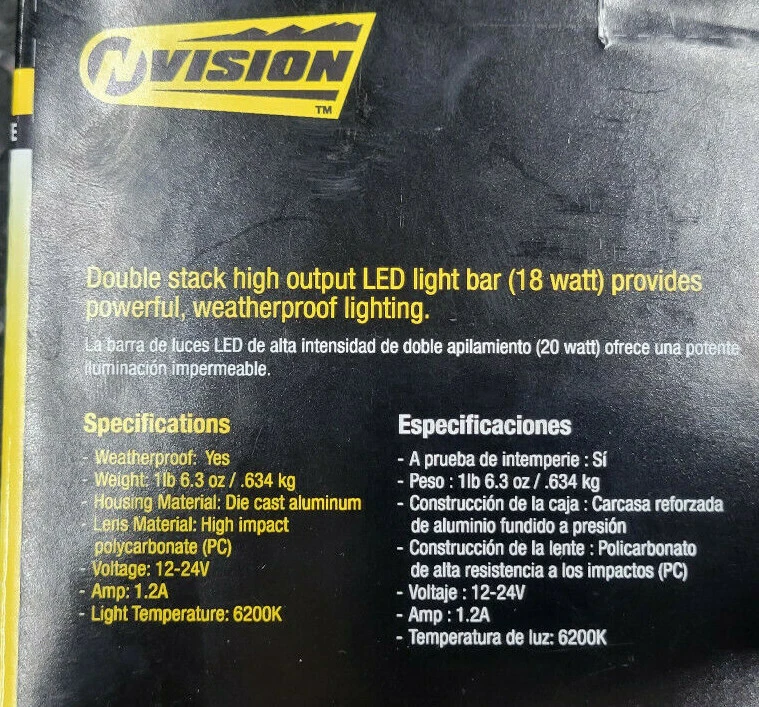 NVISION
TM
E
Double stack high output LED light bar (18 watt) provides
powerful, weatherproof lighting.
La barra de luces LED de alta intensidad de doble apilamiento (20 watt) ofrece una potente
iluminación impermeable.
Specifications
- Weatherproof: Yes
- Weight: 1lb 6.3 oz / .634 kg
- Housing Material: Die cast aluminum
- Lens Material: High impact
polycarbonate (PC)
- Voltage: 12-24V
- Amp: 1.2A
- Light Temperature: 6200K
Especificaciones
- A prueba de intemperie : Sí
- Peso : 1lb 6.3 oz / .634 kg
- Construcción de la caja : Carcasa reforzada
de aluminio fundido a presión
- Construcción de la lente : Policarbonato
de alta resistencia a los impactos (PC)
- Voltaje : 12-24V
- Amp : 1.2A
- Temperatura de luz: 6200K